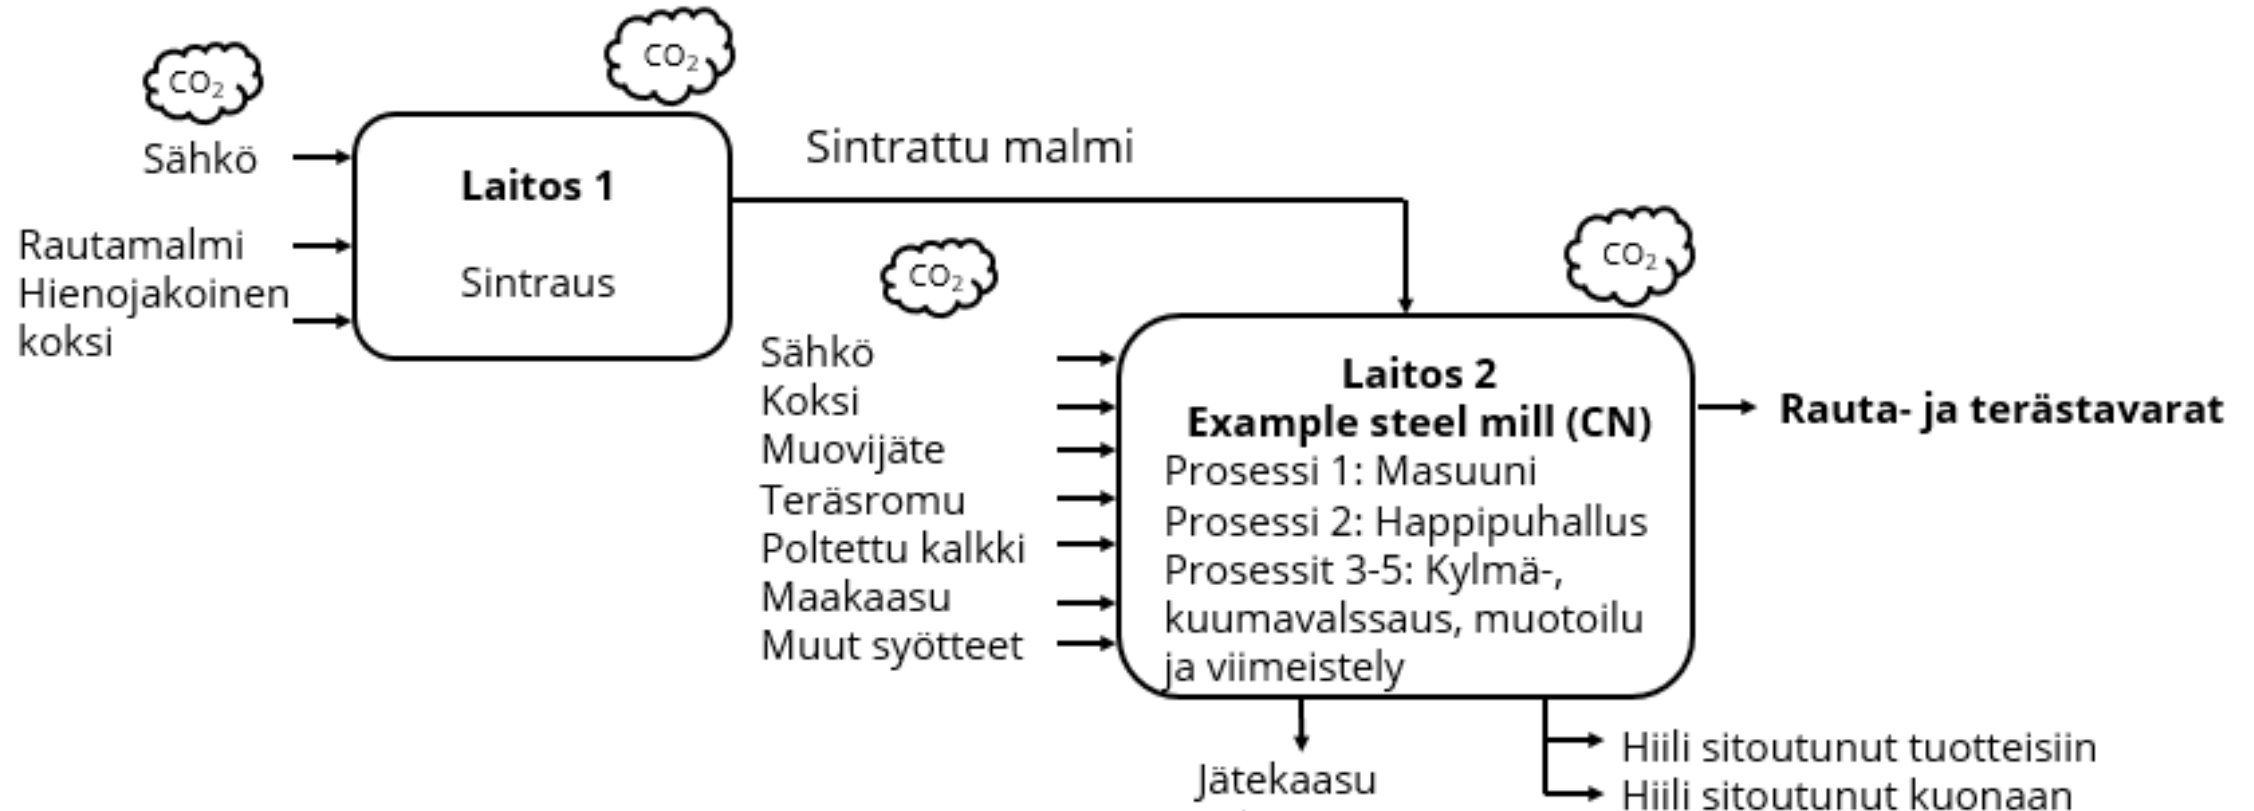 CO₂
CO₂
Sähkö
Rautamalmi
Hienojakoinen
koksi
Laitos 1
Sintraus
Sintrattu malmi
CO₂
CO₂
Sähkö
Koksi
Muovijäte
Teräsromu
Poltettu kalkki
Maakaasu
Muut syötteet
Laitos 2
Example steel mill (CN)
Prosessi 1: Masuuni
Prosessi 2: Happipuhallus
Prosessit 3-5: Kylmä-,
kuumavalssaus, muotoilu
ja viimeistely
Rauta- ja terästavarat
Jätekaasu
Hiili sitoutunut tuotteisiin
Hiili sitoutunut kuonaan